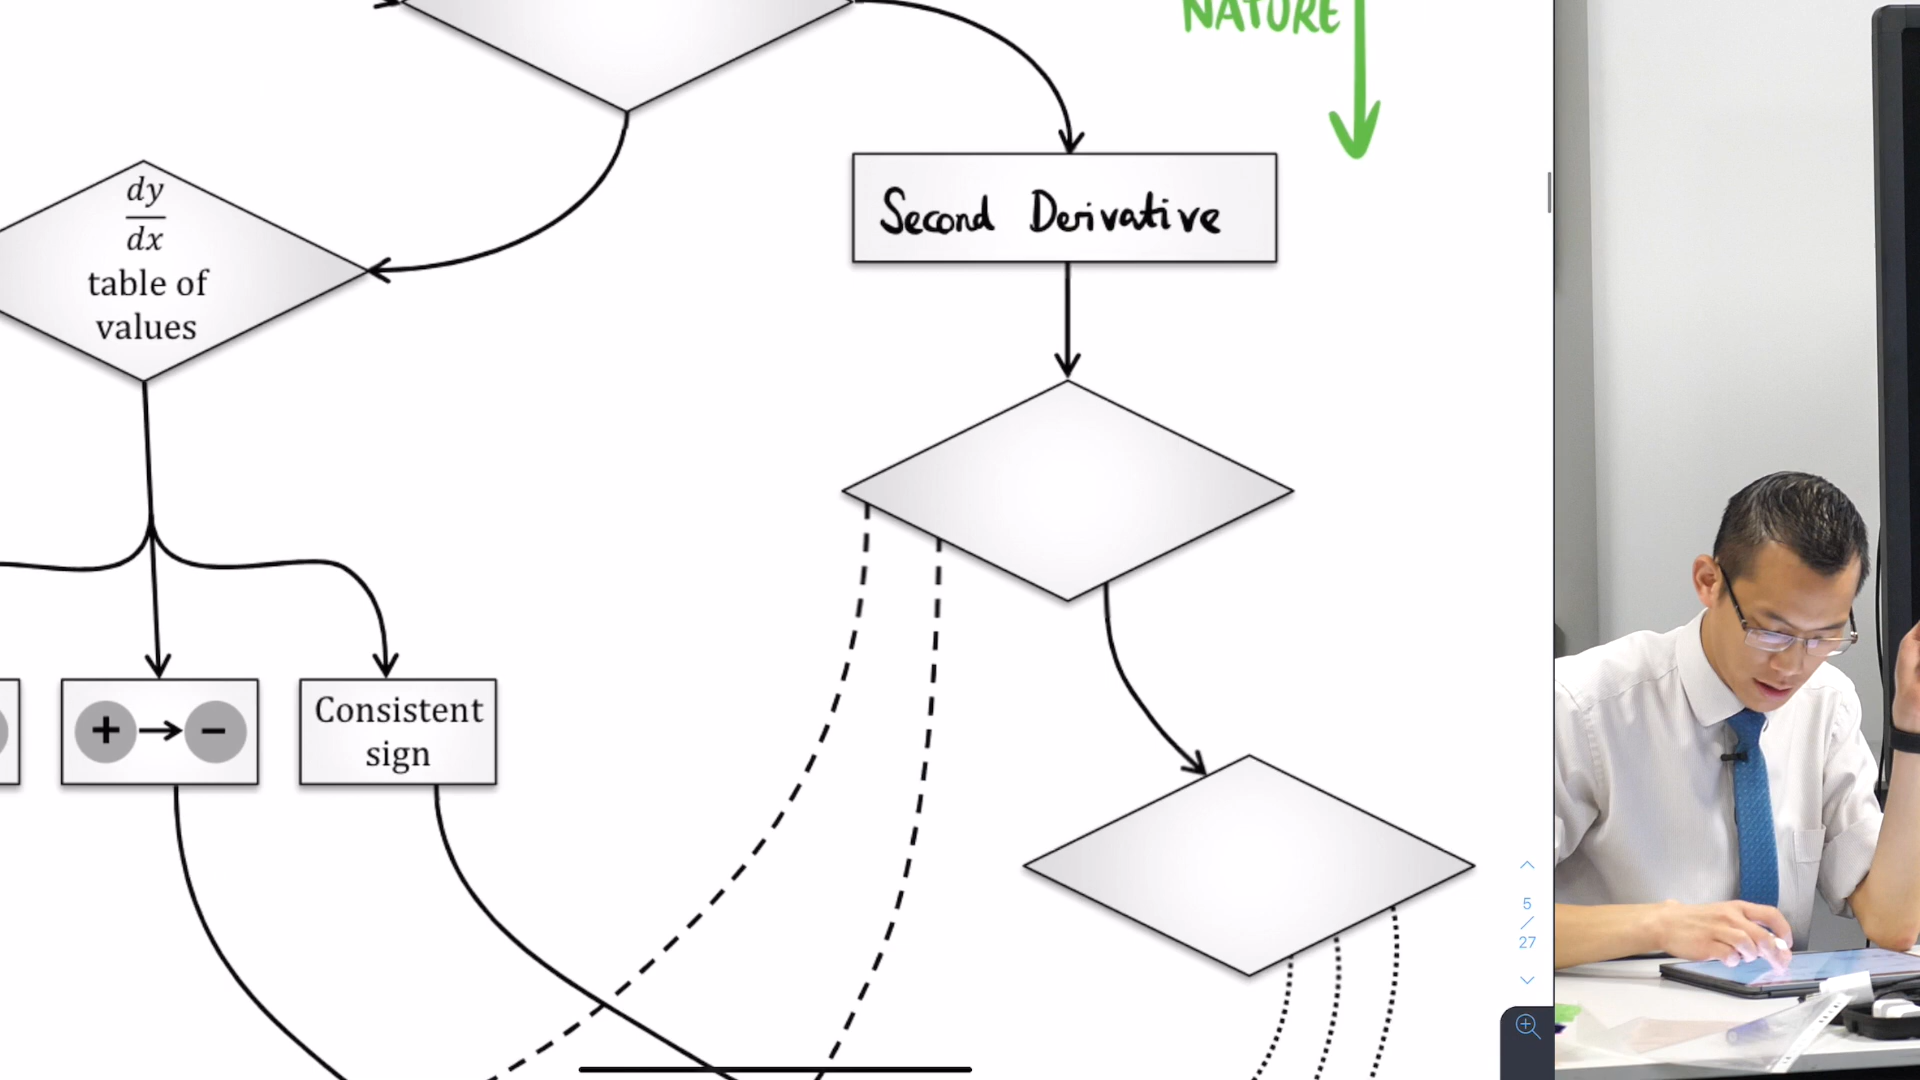 NATURE
Second Derivative
dy
dx
table of
values
+ → −
Consistent
sign
5
/
27